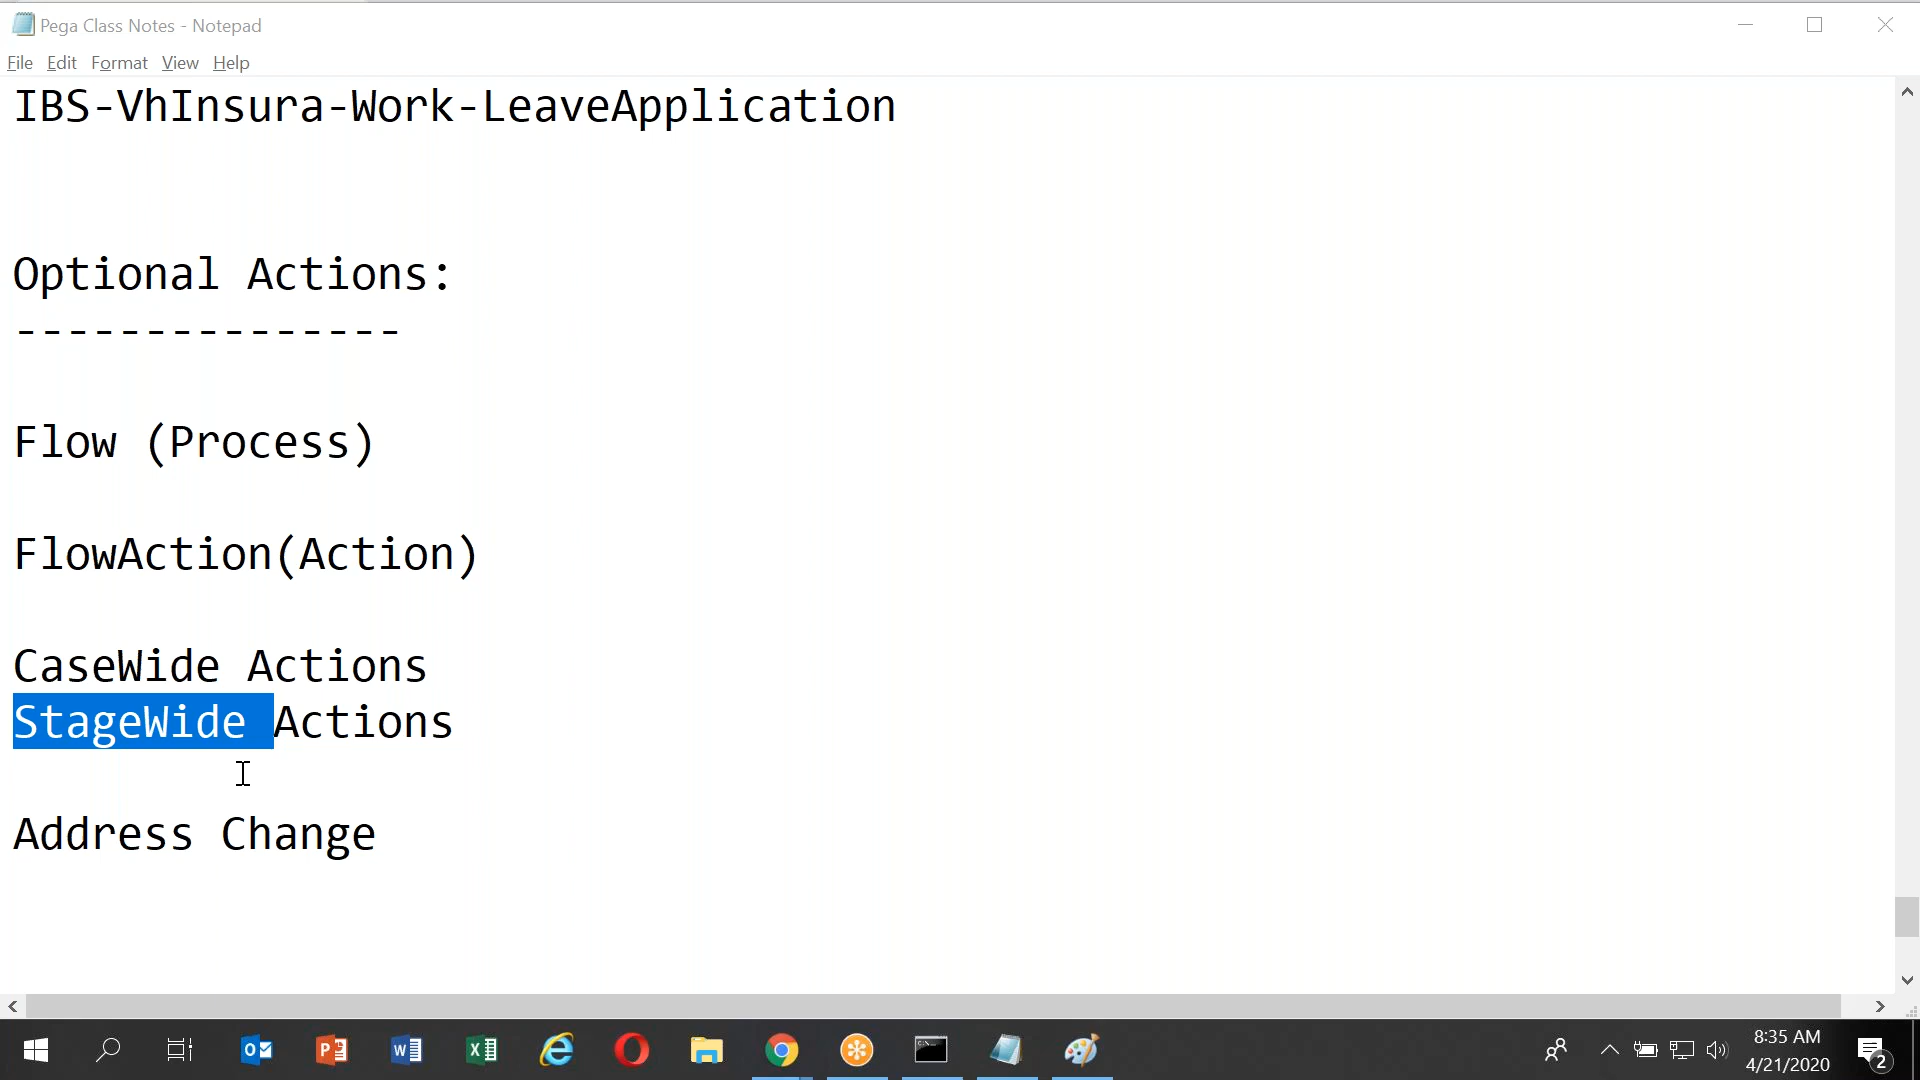 Pega Class Notes - Notepad
File Edit Format View Help
IBS-VhInsura-Work-LeaveApplication
Optional Actions:
---------------
Flow (Process)
FlowAction(Action)
CaseWide Actions
StageWide Actions
Address Change
8:35 AM
4/21/2020
2